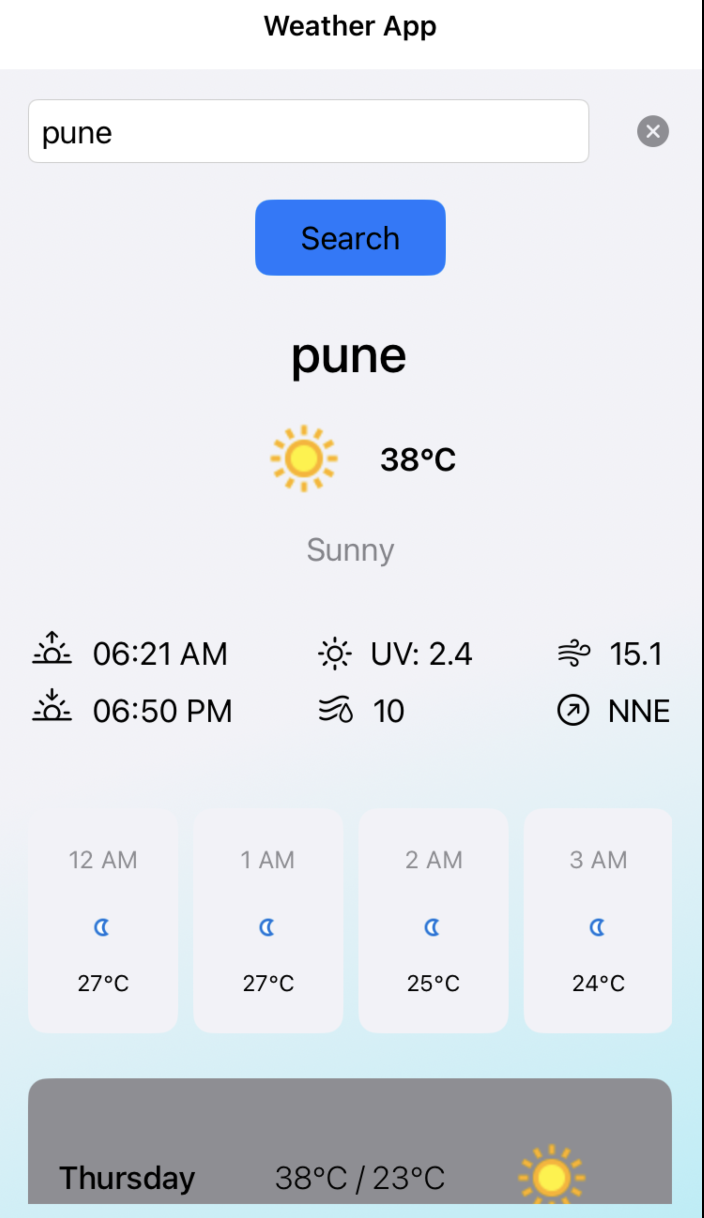 Weather App
pune
Search
pune
38°C
Sunny
06:21 AM UV: 2.4 15.1
06:50 PM 10 NNE
12 AM 1 AM 2 AM 3 AM
27°C 27°C 25°C 24°C
Thursday 38°C / 23°C